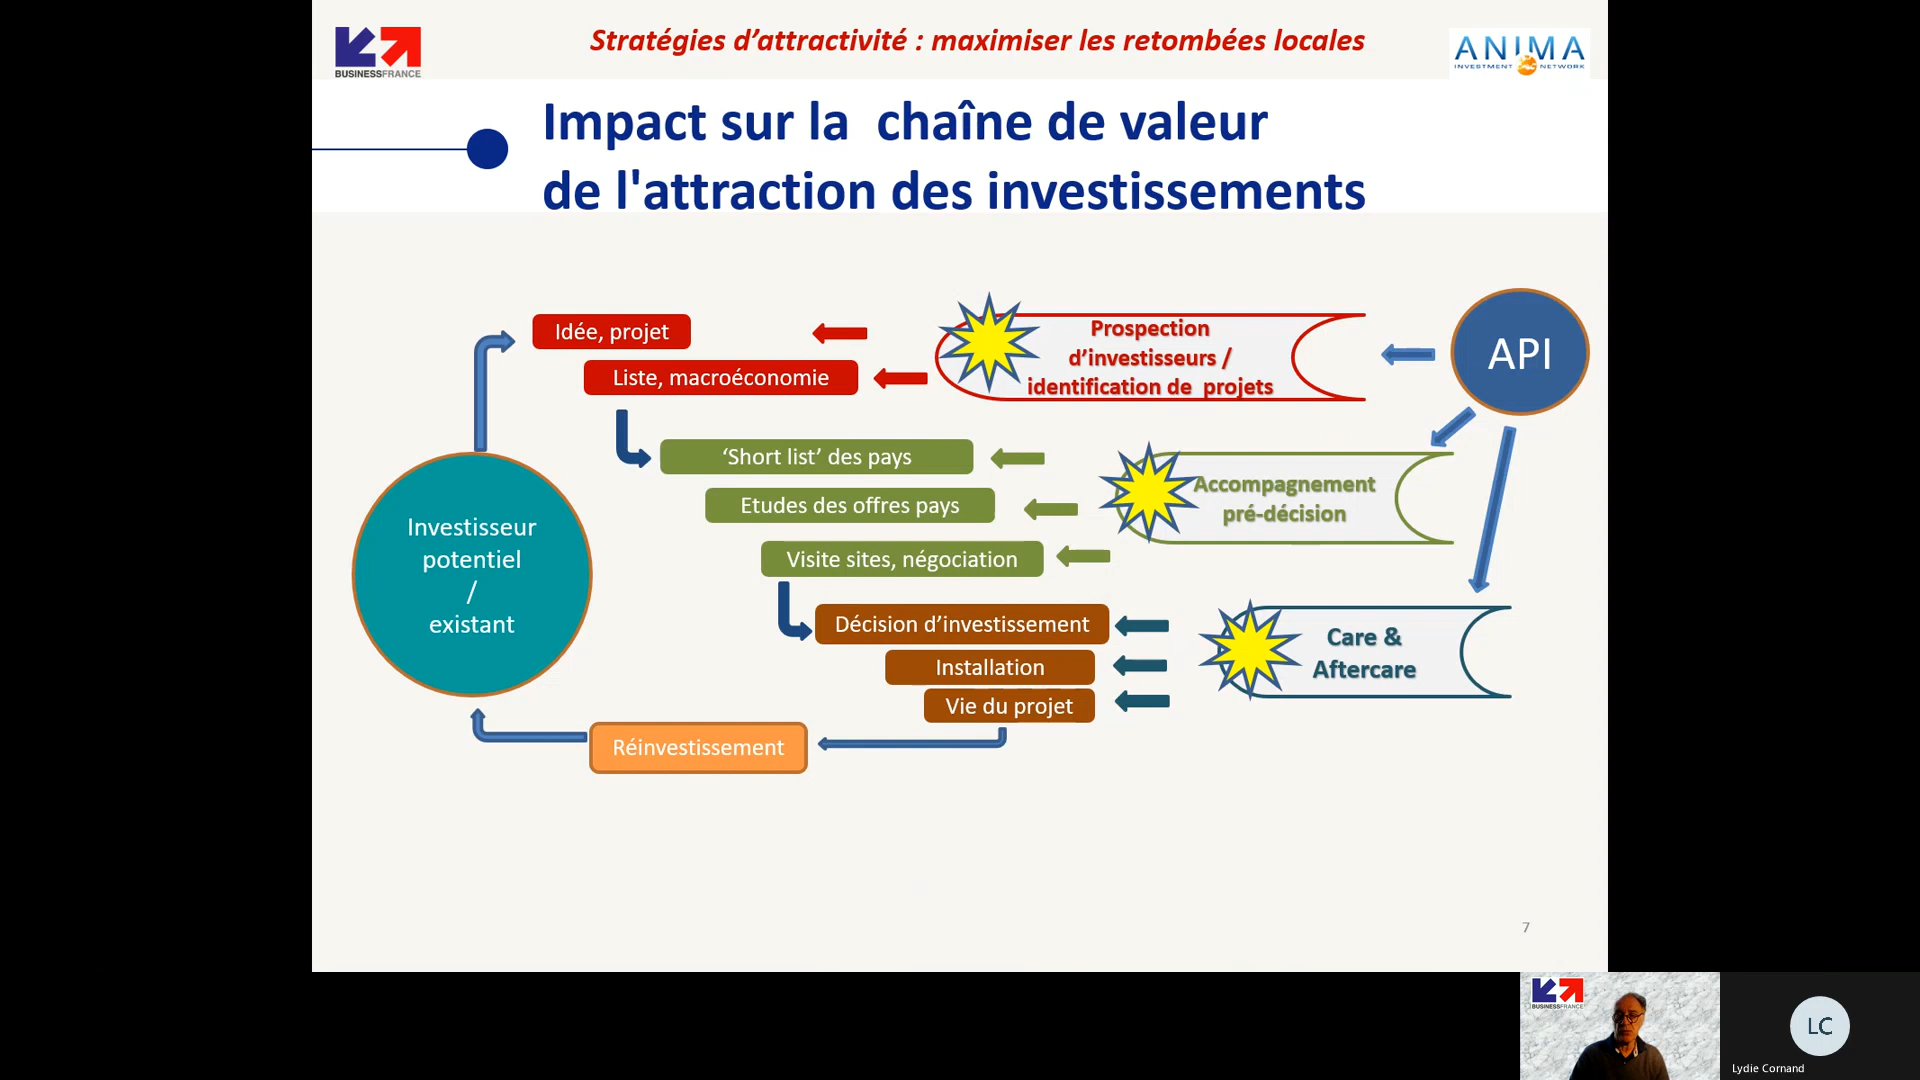 BUSINESSFRANCE
Stratégies d’attractivité : maximiser les retombées locales
ANIMA
INVESTMENT NETWORK
Impact sur la chaîne de valeur
de l'attraction des investissements
Idée, projet
Liste, macroéconomie
Prospection
d’investisseurs /
identification de projets
API
‘Short list’ des pays
Etudes des offres pays
Visite sites, négociation
Accompagnement
pré-décision
Investisseur
potentiel
/
existant
Décision d’investissement
Installation
Vie du projet
Care &
Aftercare
Réinvestissement
7
BUSINESSFRANCE
LC
Lydie Cornand